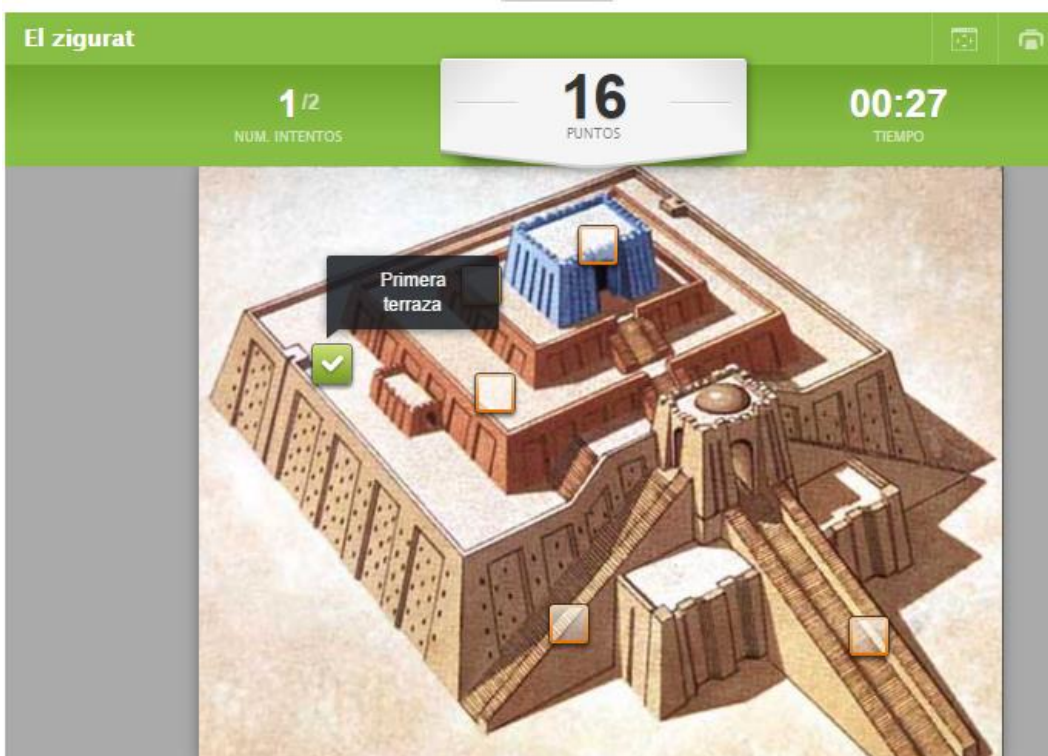 El zigurat
1 /2
NUM. INTENTOS
16
PUNTOS
00:27
TIEMPO
Primera
terraza